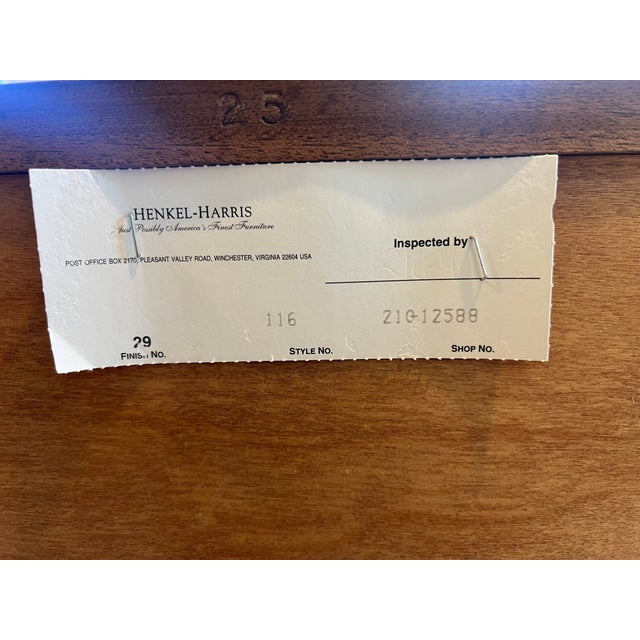 25
HENKEL-HARRIS
Just Possibly America's Finest Furniture
POST OFFICE BOX 2170, PLEASANT VALLEY ROAD, WINCHESTER, VIRGINIA 22604 USA
Inspected by
29 116 210-12588
FINISH NO. STYLE NO. SHOP NO.